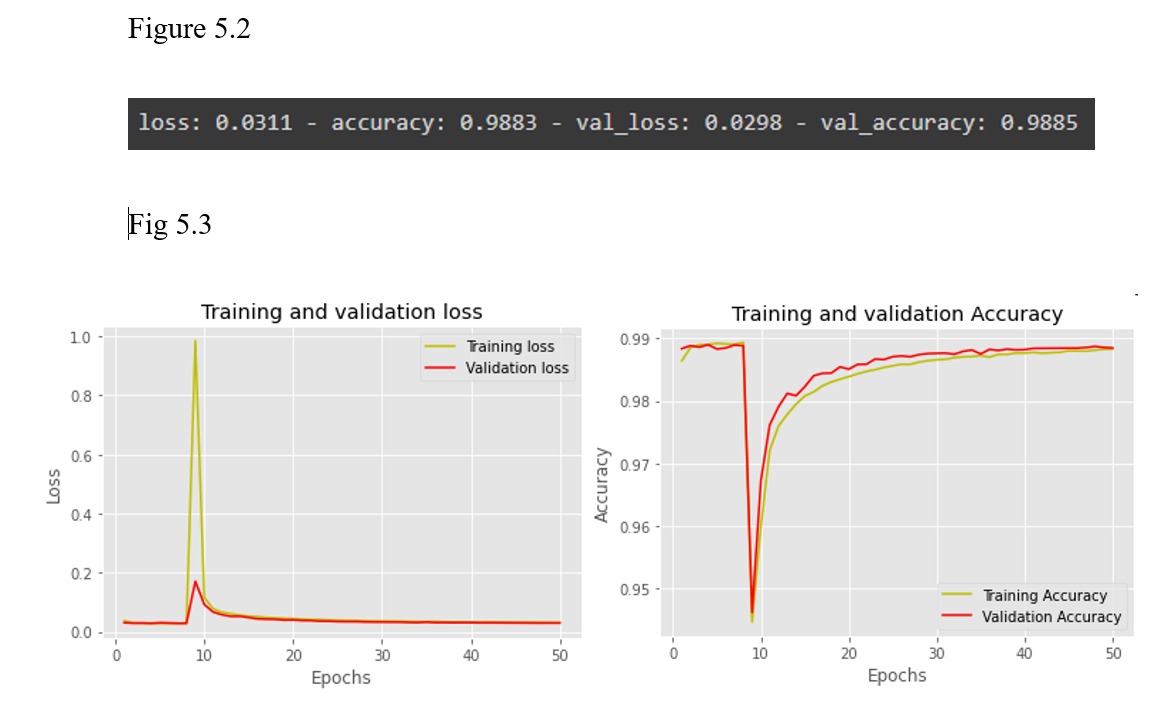 Figure 5.2
loss: 0.0311 - accuracy: 0.9883 - val_loss: 0.0298 - val_accuracy: 0.9885
Fig 5.3
Training and validation loss
1.0
0.8
0.6
0.4
0.2
0.0
Loss
Training loss
Validation loss
0 10 20 30 40 50
Epochs
Training and validation Accuracy
0.99
0.98
0.97
0.96
0.95
Accuracy
Training Accuracy
Validation Accuracy
0 10 20 30 40 50
Epochs